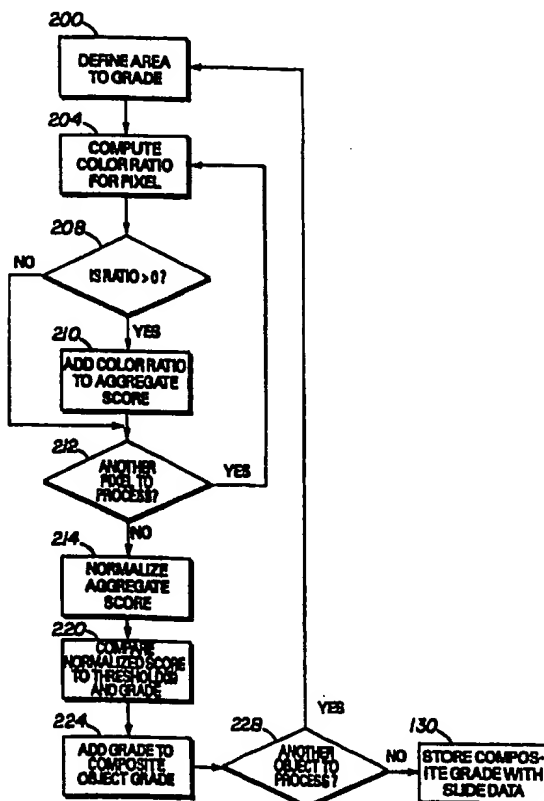 200
DEFINE AREA
TO GRADE
204
COMPUTE
COLOR RATIO
FOR PIXEL
208
NO
IS RATIO > 0 ?
YES
210
ADD COLOR RATIO
TO AGGREGATE
SCORE
212
ANOTHER
PIXEL TO
PROCESS?
YES
NO
214
NORMALIZE
AGGREGATE
SCORE
220
COMPARE
NORMALIZED SCORE
TO THRESHOLD(S)
AND GRADE
YES
224
ADD GRADE TO
COMPOSITE
OBJECT GRADE
228
ANOTHER
OBJECT TO
PROCESS?
NO
130
STORE COMPOS-
ITE GRADE WITH
SLIDE DATA